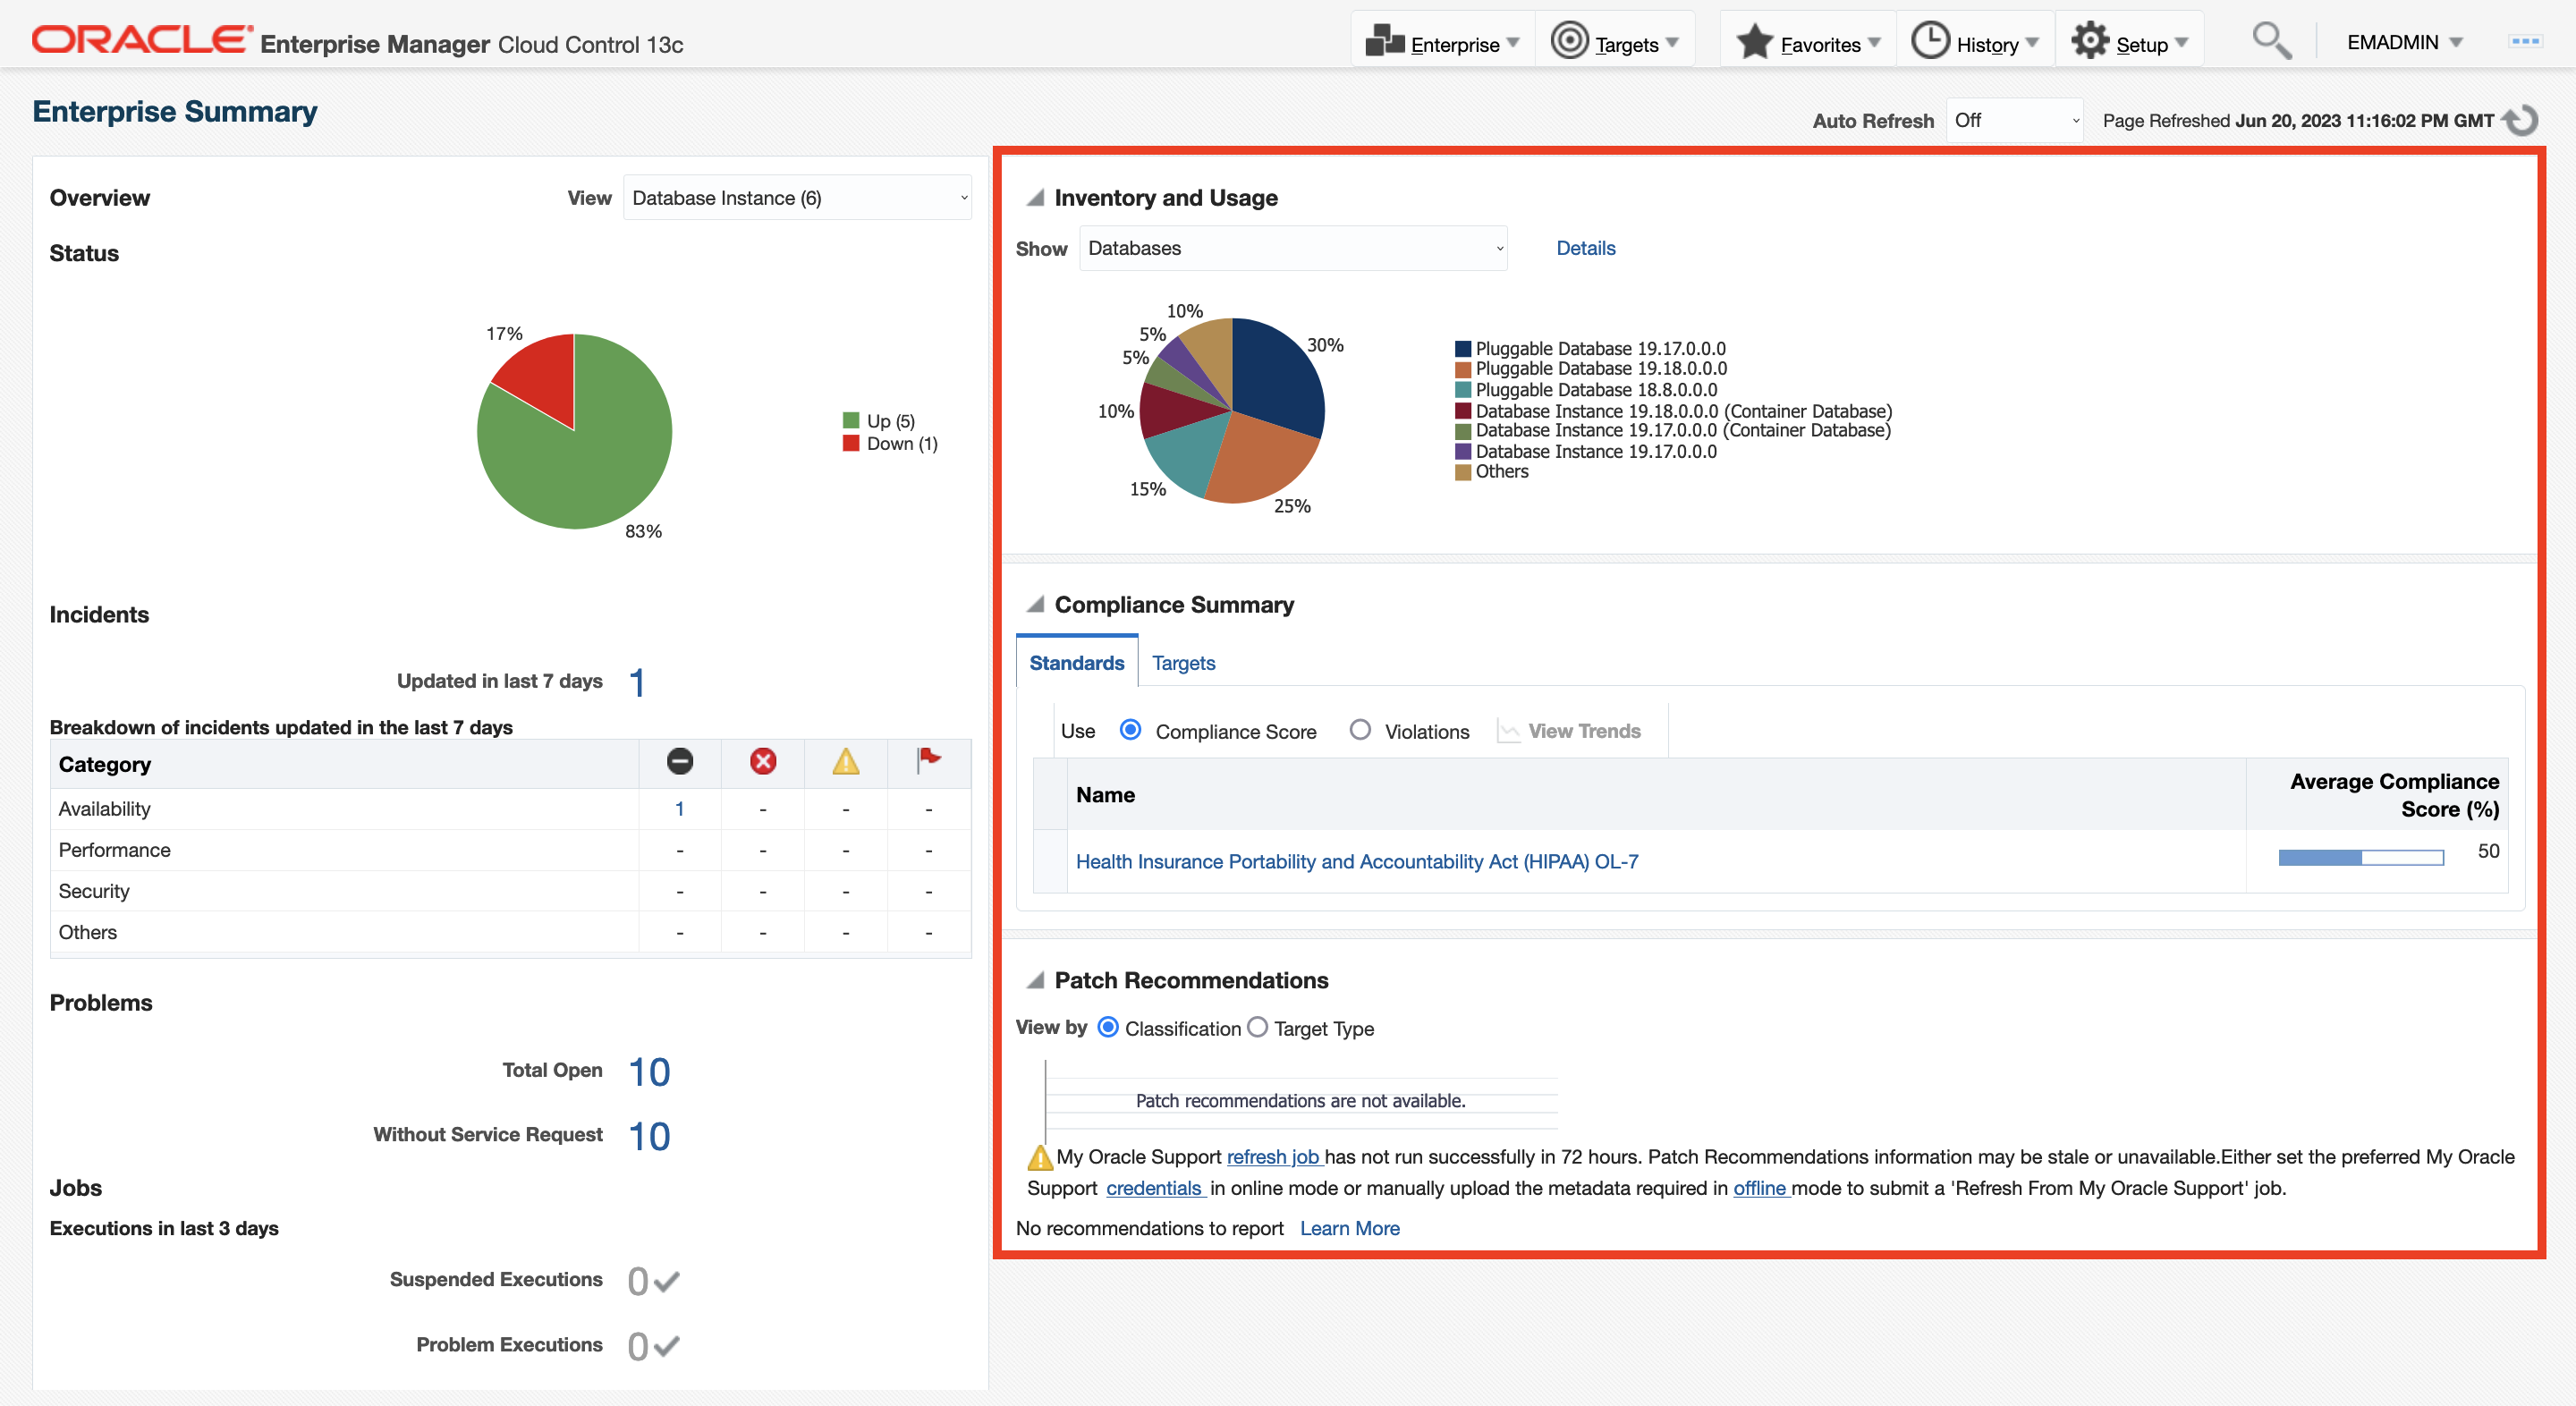 ORACLE Enterprise Manager Cloud Control 13c
Enterprise
Targets
Favorites
History
Setup
EMADMIN
Enterprise Summary
Auto Refresh
Off
Page Refreshed Jun 20, 2023 11:16:02 PM GMT
Overview
View
Database Instance (6)
Status
17%
83%
Up (5)
Down (1)
Incidents
Updated in last 7 days 1
Breakdown of incidents updated in the last 7 days
Category
Availability 1 - - -
Performance - - - -
Security - - - -
Others - - - -
Problems
Total Open 10
Without Service Request 10
Jobs
Executions in last 3 days
Suspended Executions 0
Problem Executions 0
Inventory and Usage
Show
Databases
Details
10%
5%
5%
10%
15%
25%
30%
Pluggable Database 19.17.0.0.0
Pluggable Database 19.18.0.0.0
Pluggable Database 18.8.0.0.0
Database Instance 19.18.0.0.0 (Container Database)
Database Instance 19.17.0.0.0 (Container Database)
Database Instance 19.17.0.0.0
Others
Compliance Summary
Standards
Targets
Use Compliance Score Violations View Trends
Name
Average Compliance
Score (%)
Health Insurance Portability and Accountability Act (HIPAA) OL-7
50
Patch Recommendations
View by Classification Target Type
Patch recommendations are not available.
My Oracle Support refresh job has not run successfully in 72 hours. Patch Recommendations information may be stale or unavailable.Either set the preferred My Oracle
Support credentials in online mode or manually upload the metadata required in offline mode to submit a 'Refresh From My Oracle Support' job.
No recommendations to report Learn More